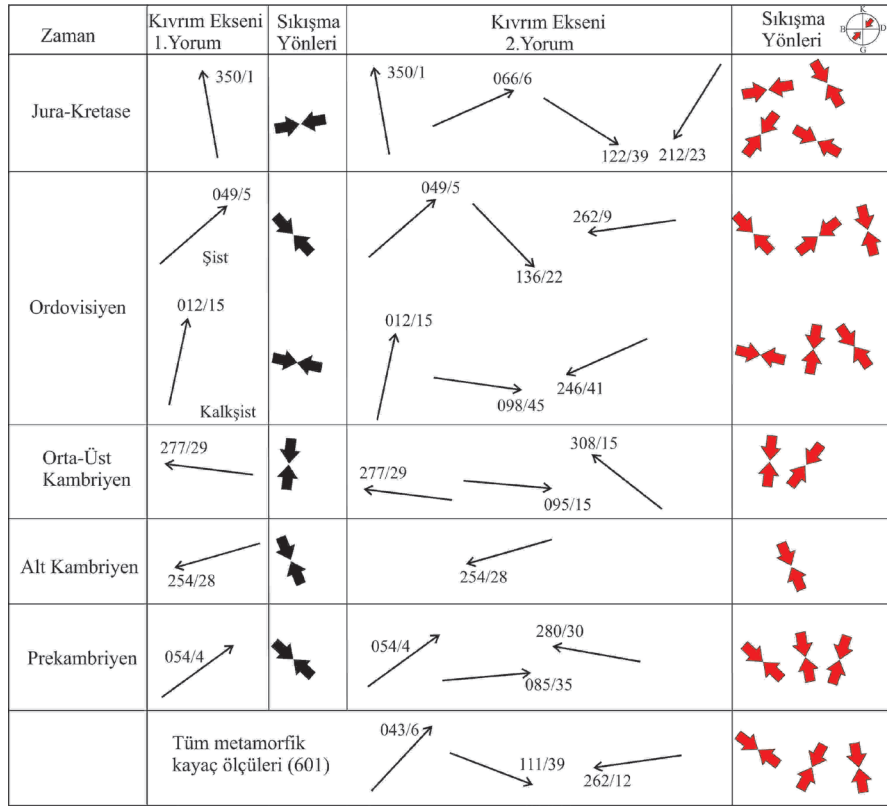 Zaman
Kıvrım Ekseni
1.Yorum
Sıkışma
Yönleri
Kıvrım Ekseni
2.Yorum
Sıkışma
Yönleri
K
B
D
G
Jura-Kretase
350/1
350/1
066/6
122/39
212/23
Ordovisiyen
049/5
Şist
049/5
136/22
262/9
012/15
Kalkşist
012/15
098/45
246/41
Orta-Üst
Kambriyen
277/29
277/29
095/15
308/15
Alt Kambriyen
254/28
254/28
Prekambriyen
054/4
054/4
085/35
280/30
Tüm metamorfik
kayaç ölçüleri (601)
043/6
111/39
262/12